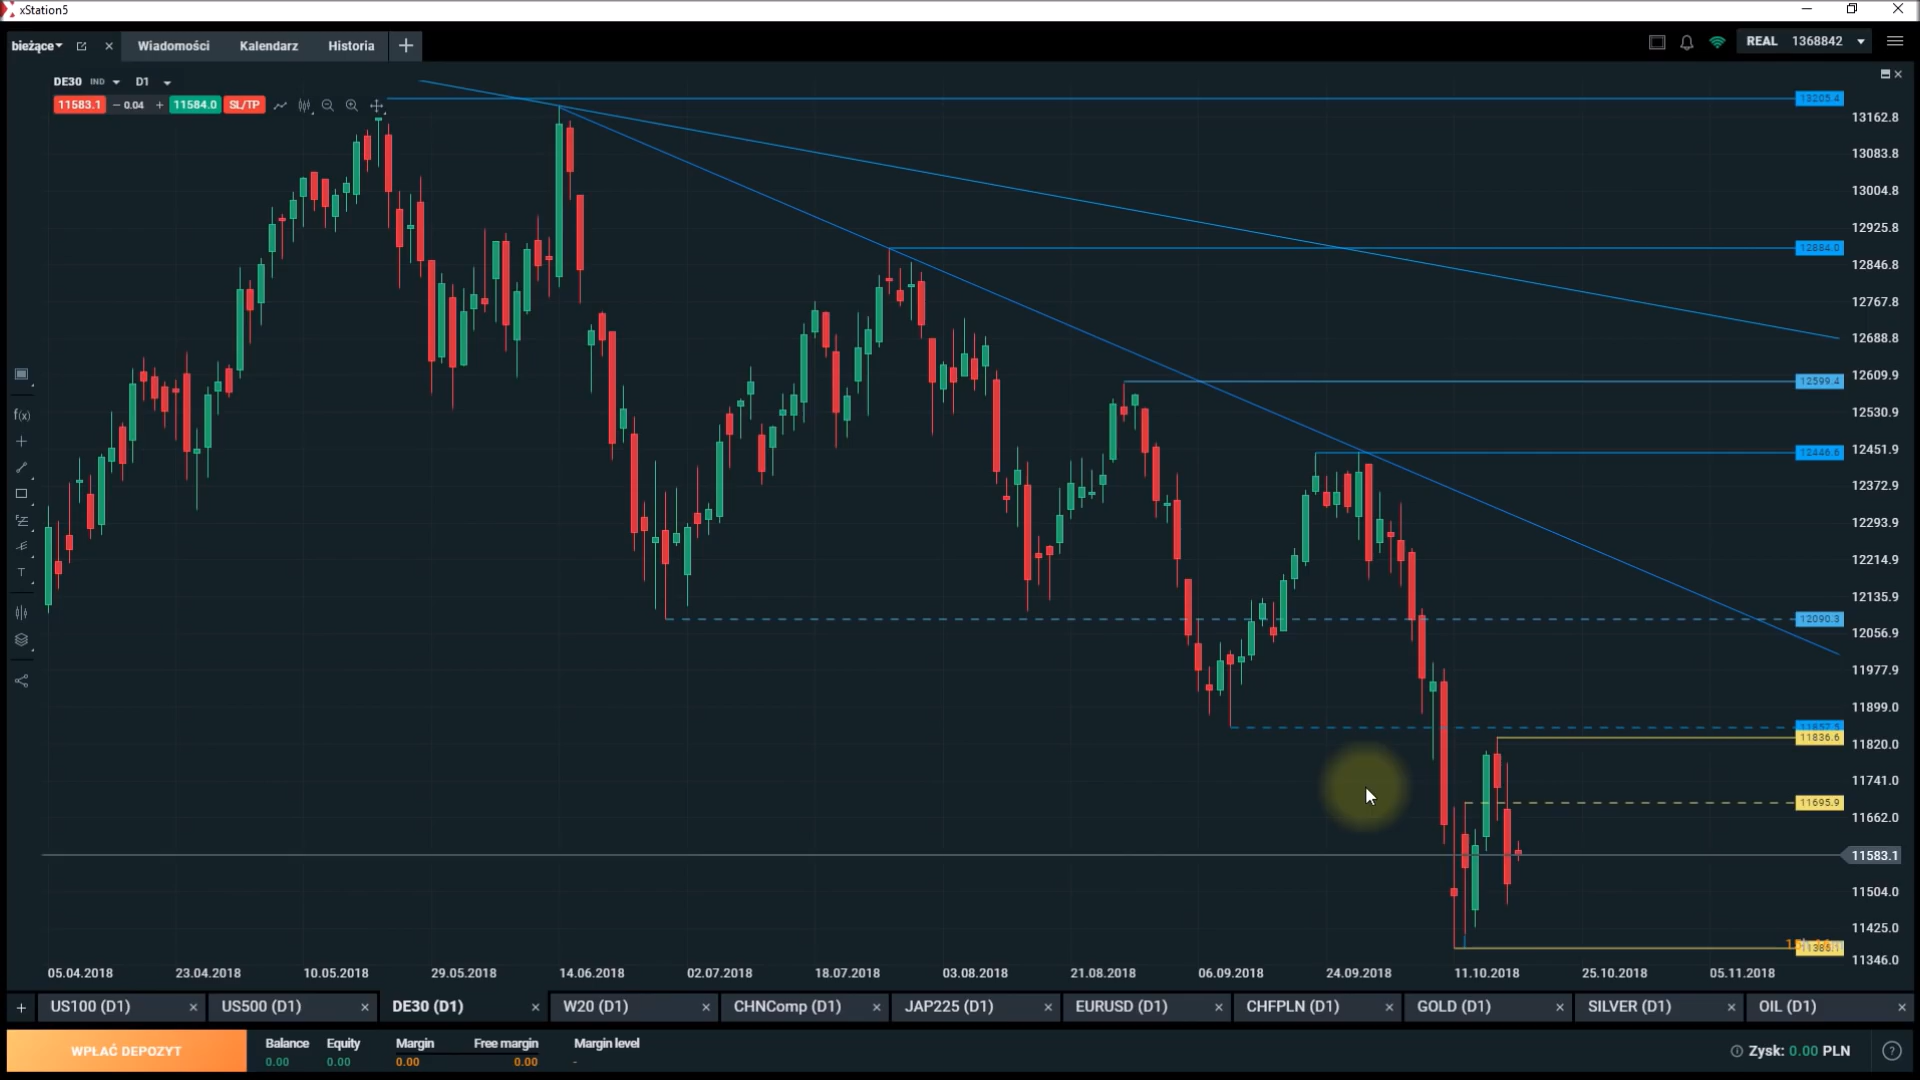 xStation5
bieżące
Wiadomości
Kalendarz
Historia
REAL 1368842
DE30 IND D1
11583.1 − 0.04 + 11584.0 SL/TP
13205.4
13162.8
13083.8
13004.8
12925.8
12884.0
12846.8
12767.8
12688.8
12609.9
12599.4
12530.9
12446.6
12451.9
12372.9
12293.9
12214.9
12135.9
12090.3
12056.9
11977.9
11899.0
11836.6
11820.0
11741.0
11695.9
11662.0
11583.1
11504.0
11425.0
11346.0
f(x)
T
05.04.2018 23.04.2018 10.05.2018 29.05.2018 14.06.2018 02.07.2018 18.07.2018 03.08.2018 21.08.2018 06.09.2018 24.09.2018 11.10.2018 25.10.2018 05.11.2018
US100 (D1) US500 (D1) DE30 (D1) W20 (D1) CHNComp (D1) JAP225 (D1) EURUSD (D1) CHFPLN (D1) GOLD (D1) SILVER (D1) OIL (D1)
WPŁAĆ DEPOZYT
Balance Equity Margin Free margin Margin level
0.00 0.00 0.00 0.00 -
Zysk: 0.00 PLN